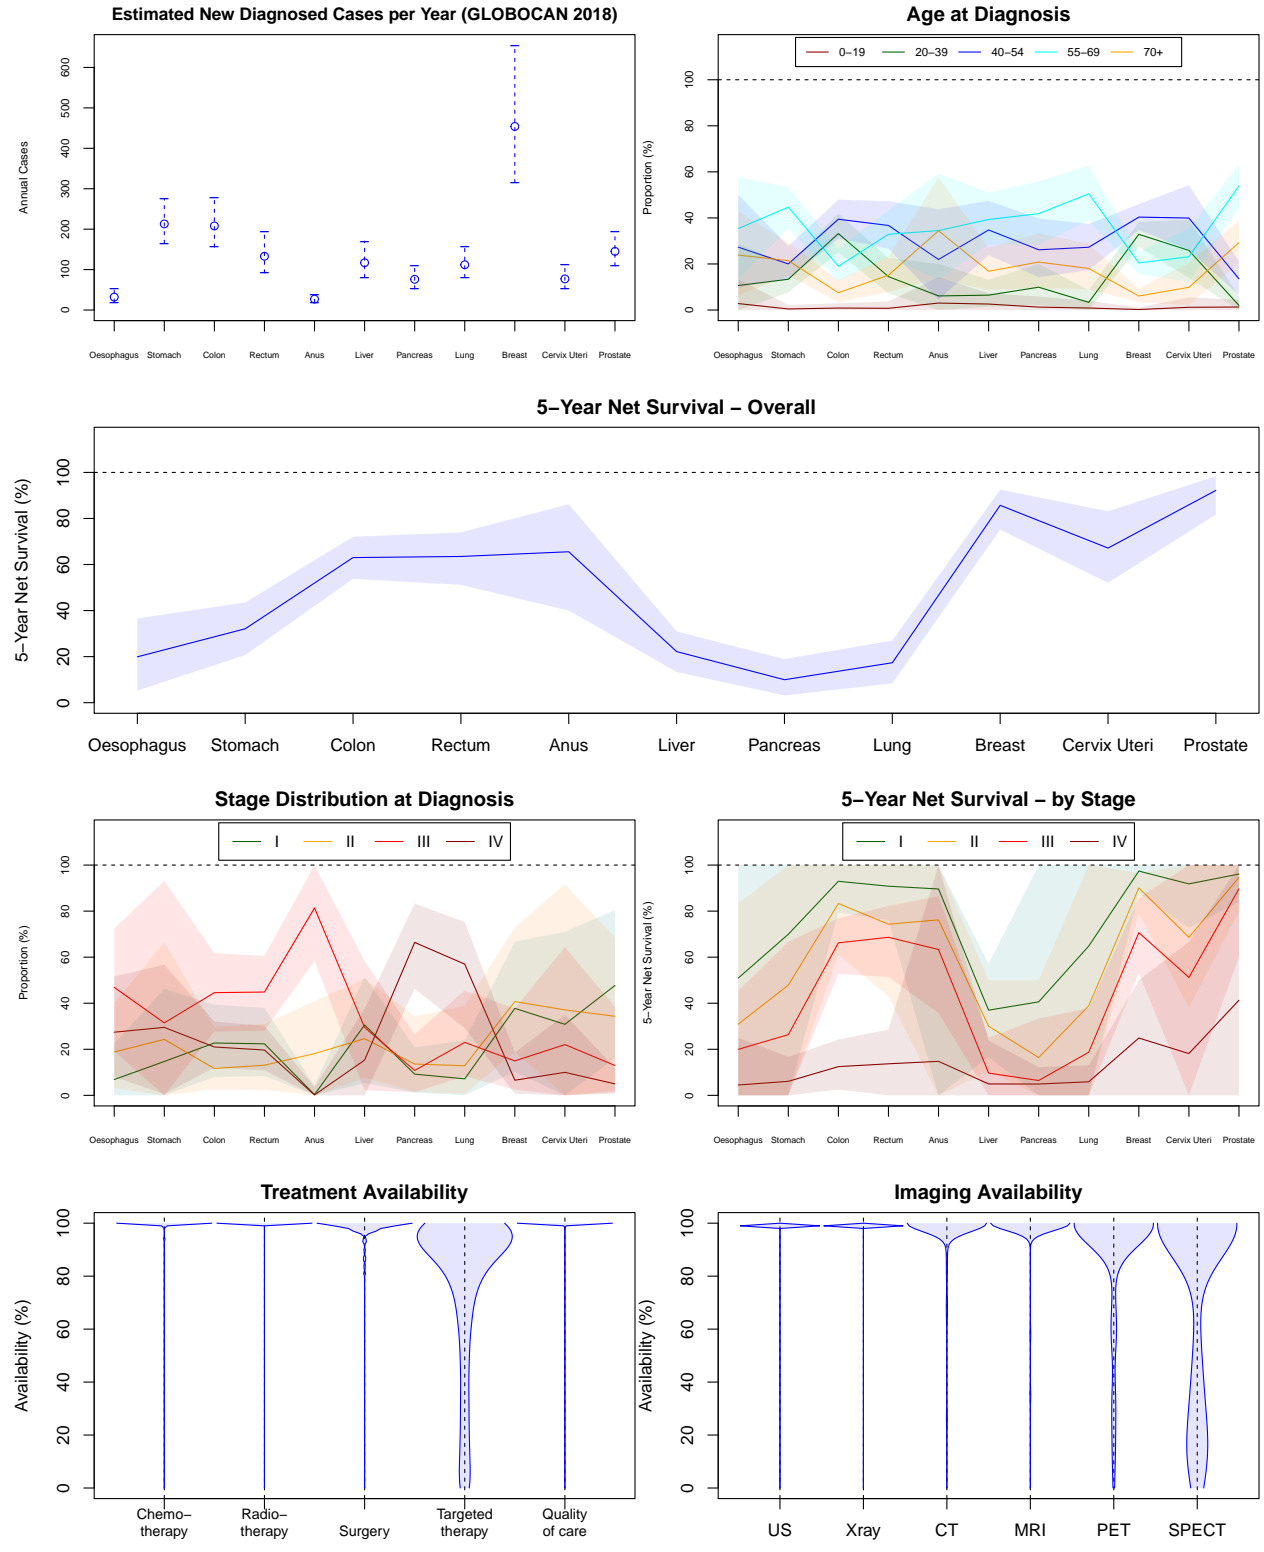 Estimated New Diagnosed Cases per Year (GLOBOCAN 2018)
Annual Cases
0 100 200 300 400 500 600
Oesophagus Stomach Colon Rectum Anus Liver Pancreas Lung Breast Cervix Uteri Prostate
Age at Diagnosis
0−19 20−39 40−54 55−69 70+
Proportion (%)
0 20 40 60 80 100
Oesophagus Stomach Colon Rectum Anus Liver Pancreas Lung Breast Cervix Uteri Prostate
5−Year Net Survival − Overall
5−Year Net Survival (%)
0 20 40 60 80 100
Oesophagus Stomach Colon Rectum Anus Liver Pancreas Lung Breast Cervix Uteri Prostate
Stage Distribution at Diagnosis
I II III IV
Proportion (%)
0 20 40 60 80 100
Oesophagus Stomach Colon Rectum Anus Liver Pancreas Lung Breast Cervix Uteri Prostate
5−Year Net Survival − by Stage
I II III IV
5−Year Net Survival (%)
0 20 40 60 80 100
Oesophagus Stomach Colon Rectum Anus Liver Pancreas Lung Breast Cervix Uteri Prostate
Treatment Availability
Availability (%)
0 20 40 60 80 100
Chemo−
therapy
Radio−
therapy
Surgery
Targeted
therapy
Quality
of care
Imaging Availability
Availability (%)
0 20 40 60 80 100
US Xray CT MRI PET SPECT